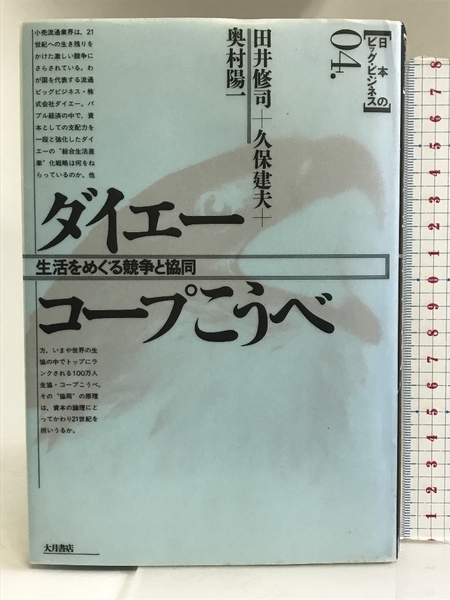 小売流通業界は、21
世紀への生き残りを
かけた激しい競争に
さらされている。わ
が国を代表する流通
ビッグビジネス・株
式会社ダイエー。バ
ブル経済の中で、資
本としての支配力を
一段と強化したダイ
エーの“総合生活産
業”化戦略は何をね
らっているのか。他
【日本の
ビッグ・ビジネス】
04.
田井修司＋久保建夫＋
奥村陽一
ダイエー
生活をめぐる競争と協同
コープこうべ
方、いまや世界の生
協の中でトップにラ
ンクされる100万人
生協・コープこうべ。
その“協同”の原理
は、資本の論理にと
ってかわり21世紀を
担いうるか。
大月書店